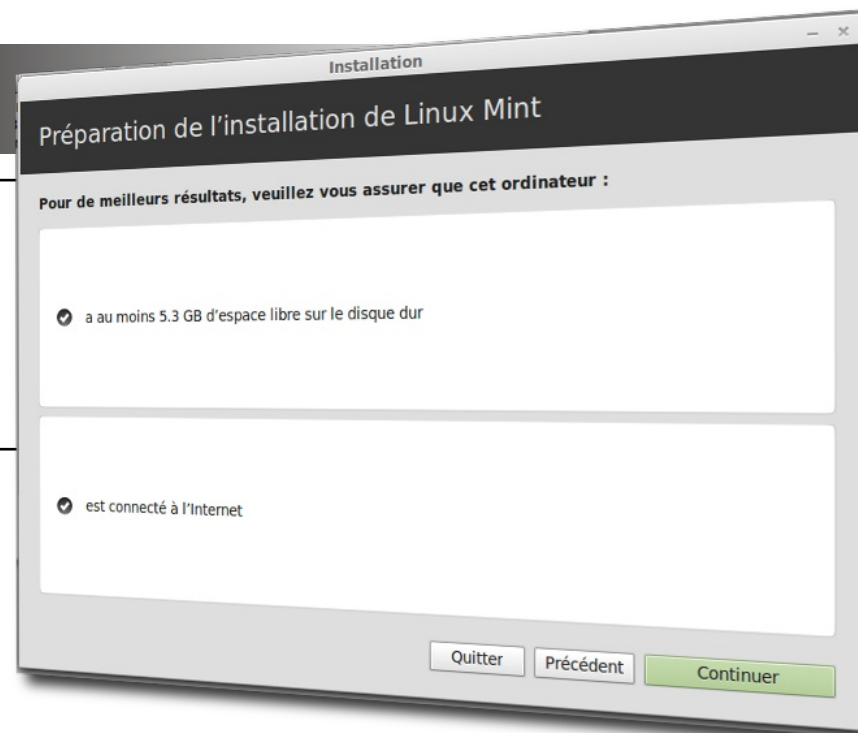 Installation
Préparation de l’installation de Linux Mint
Pour de meilleurs résultats, veuillez vous assurer que cet ordinateur :
a au moins 5.3 GB d’espace libre sur le disque dur
est connecté à l’Internet
Quitter
Précédent
Continuer